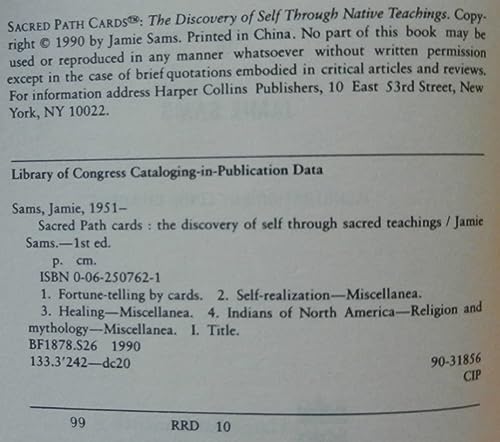 SACRED PATH CARDS™: The Discovery of Self Through Native Teachings. Copy-
right © 1990 by Jamie Sams. Printed in China. No part of this book may be
used or reproduced in any manner whatsoever without written permission
except in the case of brief quotations embodied in critical articles and reviews.
For information address Harper Collins Publishers, 10 East 53rd Street, New
York, NY 10022.
Library of Congress Cataloging-in-Publication Data
Sams, Jamie, 1951–
Sacred Path cards : the discovery of self through sacred teachings / Jamie
Sams.—1st ed.
p. cm.
ISBN 0-06-250762-1
1. Fortune-telling by cards. 2. Self-realization—Miscellanea.
3. Healing—Miscellanea. 4. Indians of North America—Religion and
mythology—Miscellanea. I. Title.
BF1878.S26 1990
133.3'242—dc20 90-31856
CIP
99 RRD 10